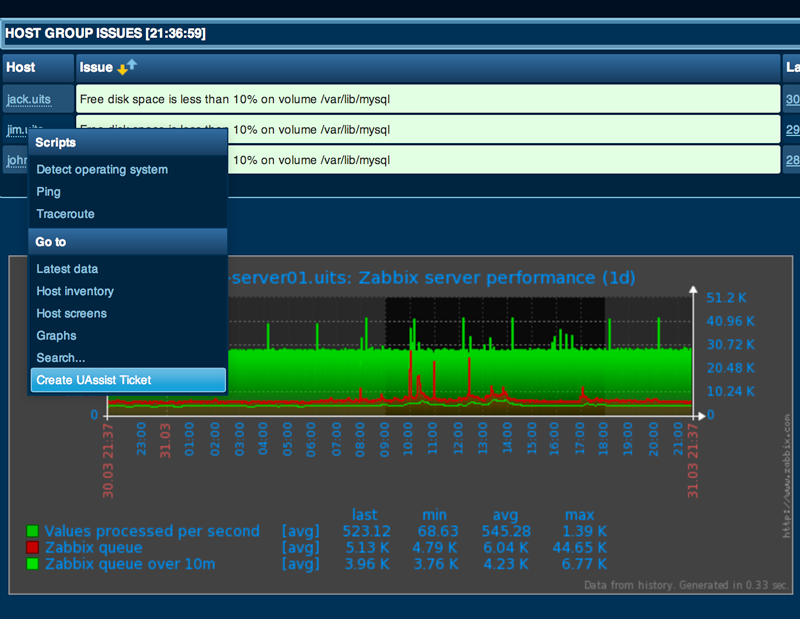 HOST GROUP ISSUES [21:36:59]
Host Issue La
jack.uits Free disk space is less than 10% on volume /var/lib/mysql 30
jim.uits Free disk space is less than 10% on volume /var/lib/mysql 29
john 10% on volume /var/lib/mysql 28
Scripts
Detect operating system
Ping
Traceroute
Go to
Latest data
Host inventory
Host screens
Graphs
Search...
Create UAssist Ticket
-server01.uits: Zabbix server performance (1d)
51.2 K
40.96 K
30.72 K
20.48 K
10.24 K
0 0
30.03 21:37 23:00 31.03 01:00 02:00 03:00 04:00 05:00 06:00 07:00 08:00 09:00 10:00 11:00 12:00 13:00 14:00 15:00 16:00 17:00 18:00 19:00 20:00 21:00 31.03 21:37
last min avg max
Values processed per second [avg] 523.12 68.63 545.28 1.39 K
Zabbix queue [avg] 5.13 K 4.79 K 6.04 K 44.65 K
Zabbix queue over 10m [avg] 3.96 K 3.76 K 4.23 K 6.77 K
http://www.zabbix.com
Data from history. Generated in 0.33 sec.